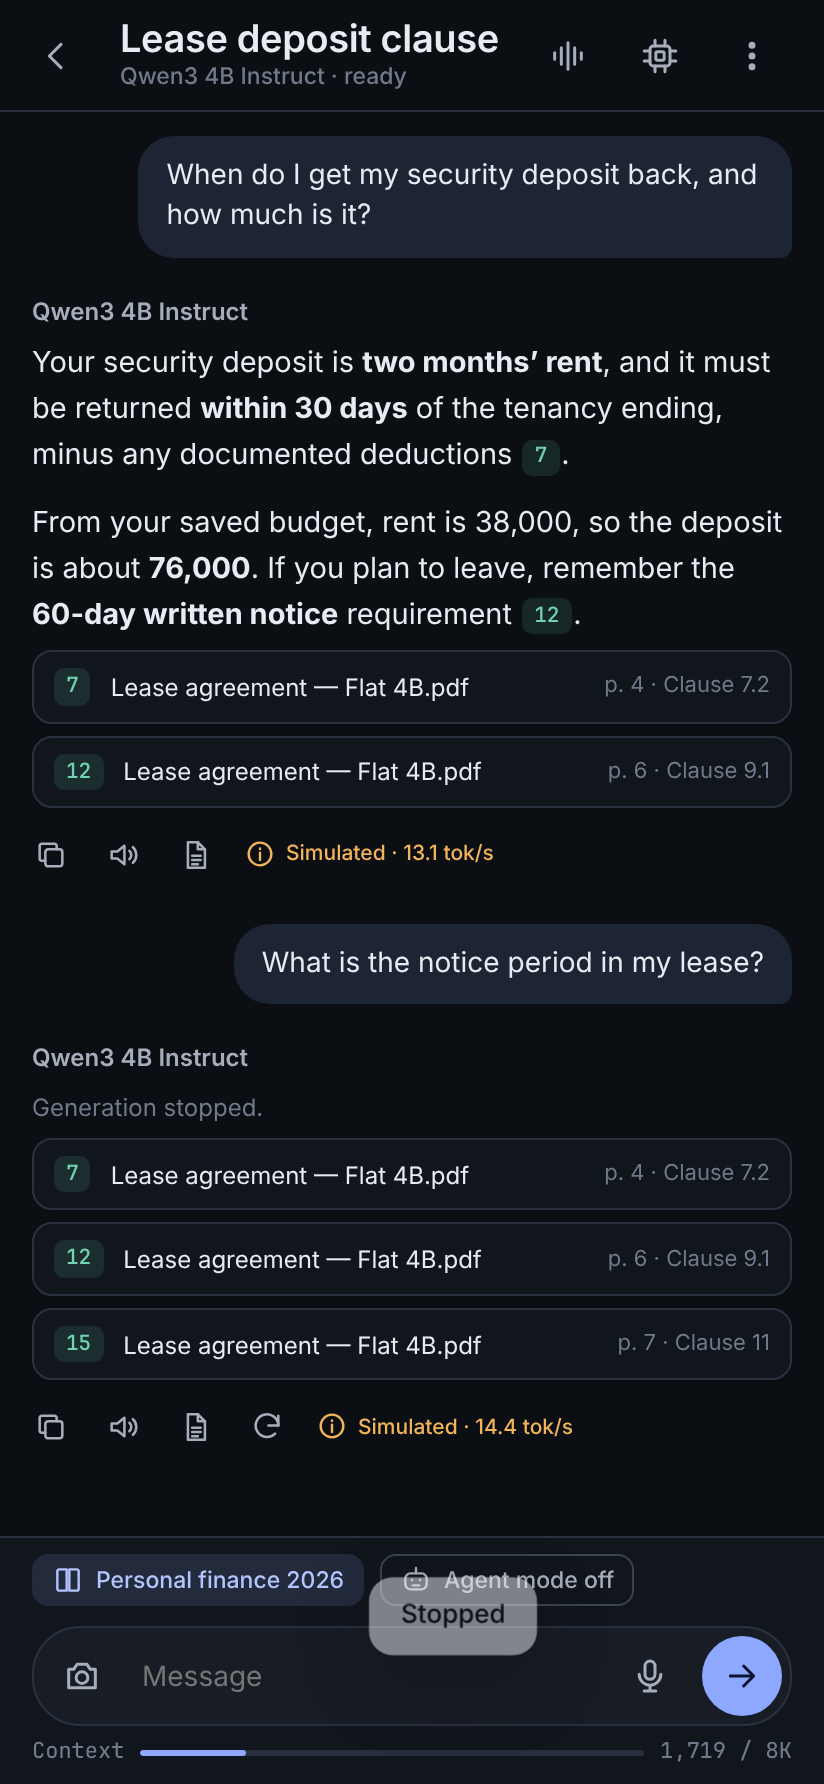 Lease deposit clause
Qwen3 4B Instruct · ready
When do I get my security deposit back, and
how much is it?
Qwen3 4B Instruct
Your security deposit is two months’ rent, and it must
be returned within 30 days of the tenancy ending,
minus any documented deductions 7.
From your saved budget, rent is 38,000, so the deposit
is about 76,000. If you plan to leave, remember the
60-day written notice requirement 12.
7 Lease agreement — Flat 4B.pdf p. 4 · Clause 7.2
12 Lease agreement — Flat 4B.pdf p. 6 · Clause 9.1
Simulated · 13.1 tok/s
What is the notice period in my lease?
Qwen3 4B Instruct
Generation stopped.
7 Lease agreement — Flat 4B.pdf p. 4 · Clause 7.2
12 Lease agreement — Flat 4B.pdf p. 6 · Clause 9.1
15 Lease agreement — Flat 4B.pdf p. 7 · Clause 11
Simulated · 14.4 tok/s
Personal finance 2026 Agent mode off
Stopped
Message
Context 1,719 / 8K